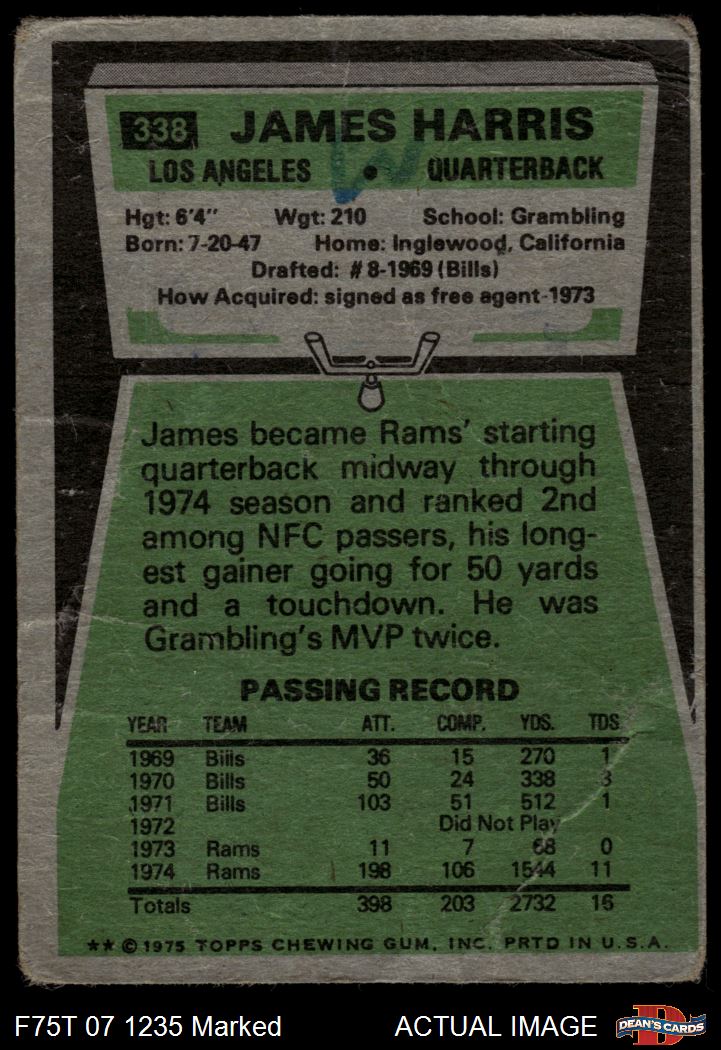 338 JAMES HARRIS
LOS ANGELES • QUARTERBACK
Hgt: 6'4" Wgt: 210 School: Grambling
Born: 7-20-47 Home: Inglewood, California
Drafted: #8-1969 (Bills)
How Acquired: signed as free agent-1973
James became Rams' starting
quarterback midway through
1974 season and ranked 2nd
among NFC passers, his long-
est gainer going for 50 yards
and a touchdown. He was
Grambling's MVP twice.
PASSING RECORD
YEAR TEAM ATT. COMP. YDS. TDS
1969 Bills 36 15 270 1
1970 Bills 50 24 338 3
1971 Bills 103 51 512 1
1972 Did Not Play
1973 Rams 11 7 68 0
1974 Rams 198 106 1544 11
Totals 398 203 2732 16
** © 1975 TOPPS CHEWING GUM, INC. PRTD IN U.S.A.
F75T 07 1235 Marked ACTUAL IMAGE DEAN'S CARDS